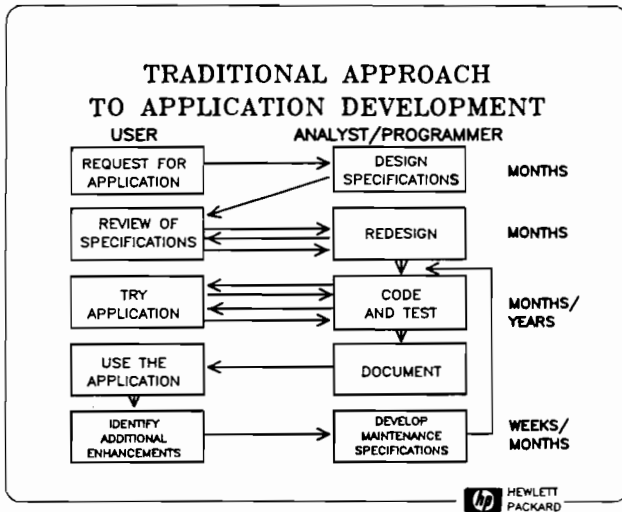 TRADITIONAL APPROACH
TO APPLICATION DEVELOPMENT
USER
ANALYST/PROGRAMMER
REQUEST FOR
APPLICATION
DESIGN
SPECIFICATIONS
MONTHS
REVIEW OF
SPECIFICATIONS
REDESIGN
MONTHS
TRY
APPLICATION
CODE
AND TEST
MONTHS/
YEARS
USE THE
APPLICATION
DOCUMENT
IDENTIFY
ADDITIONAL
ENHANCEMENTS
DEVELOP
MAINTENANCE
SPECIFICATIONS
WEEKS/
MONTHS
hp
HEWLETT
PACKARD